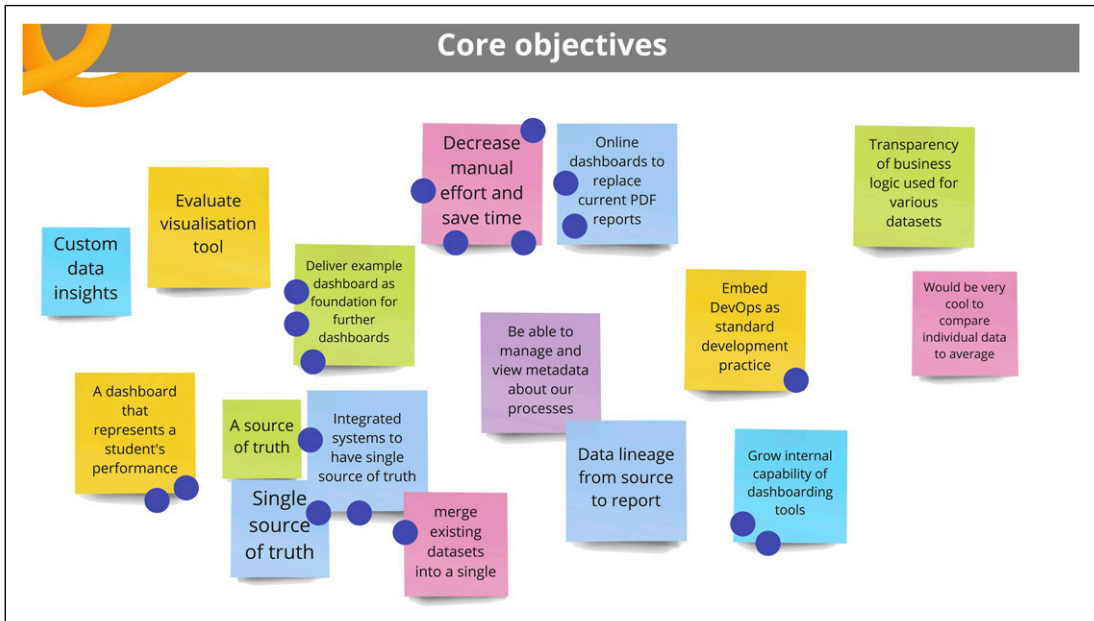 Core objectives
Decrease
manual
effort and
save time
Online
dashboards to
replace
current PDF
reports
Transparency
of business
logic used for
various
datasets
Evaluate
visualisation
tool
Custom
data
insights
Deliver example
dashboard as
foundation for
further
dashboards
Embed
DevOps as
standard
development
practice
Would be very
cool to
compare
individual data
to average
Be able to
manage and
view metadata
about our
processes
A dashboard
that
represents a
student's
performance
A source
of truth
Integrated
systems to
have single
source of truth
Data lineage
from source
to report
Grow internal
capability of
dashboarding
tools
Single
source
of truth
merge
existing
datasets
into a single